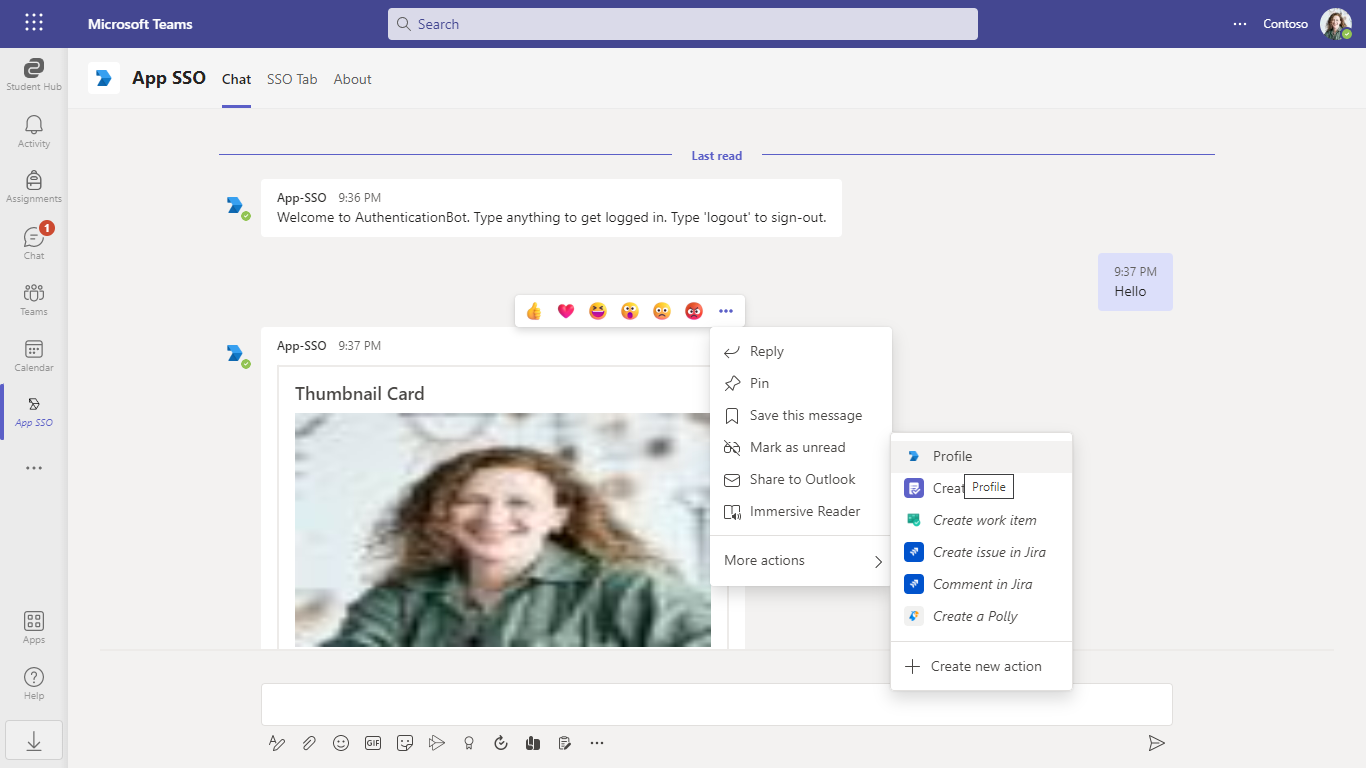 Microsoft Teams
Search
Contoso
Student Hub
Activity
Assignments
1
Chat
Teams
Calendar
App SSO
Apps
Help
App SSO Chat SSO Tab About
Last read
App-SSO 9:36 PM
Welcome to AuthenticationBot. Type anything to get logged in. Type 'logout' to sign-out.
9:37 PM
Hello
App-SSO 9:37 PM
Thumbnail Card
Reply
Pin
Save this message
Mark as unread
Share to Outlook
Immersive Reader
More actions
Profile
Profile
Create work item
Create issue in Jira
Comment in Jira
Create a Polly
Create new action
GIF